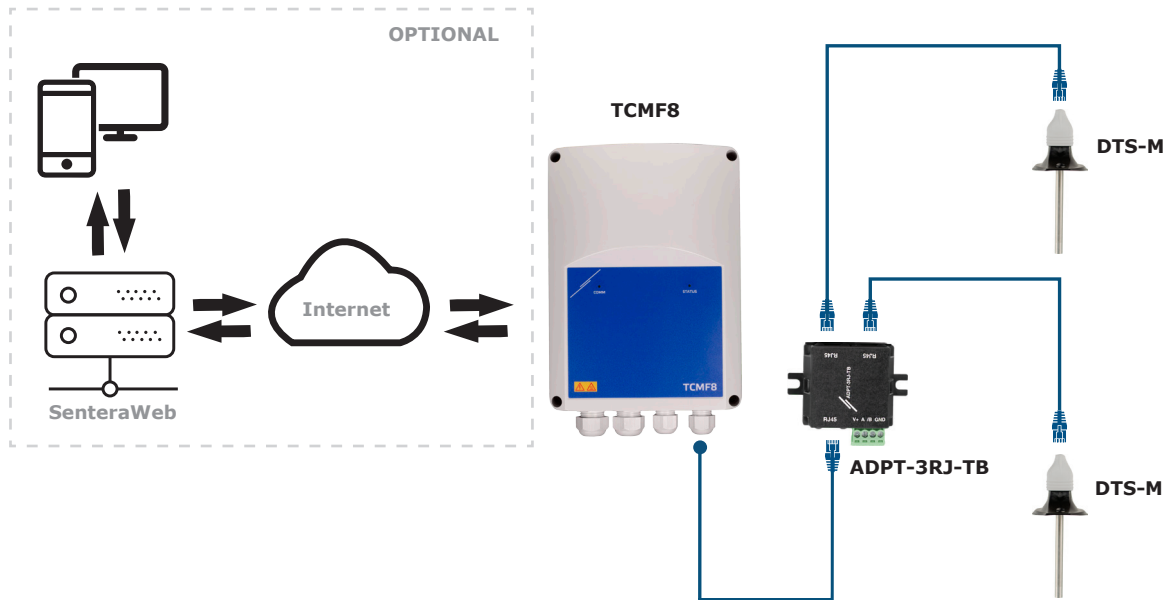 OPTIONAL
TCMF8
DTS-M
Internet
COMM
STATUS
TCMF8
SenteraWeb
RJ45
RJ45
ADPT-3RJ-TB
RJ45
V+ A /B GND
ADPT-3RJ-TB
DTS-M